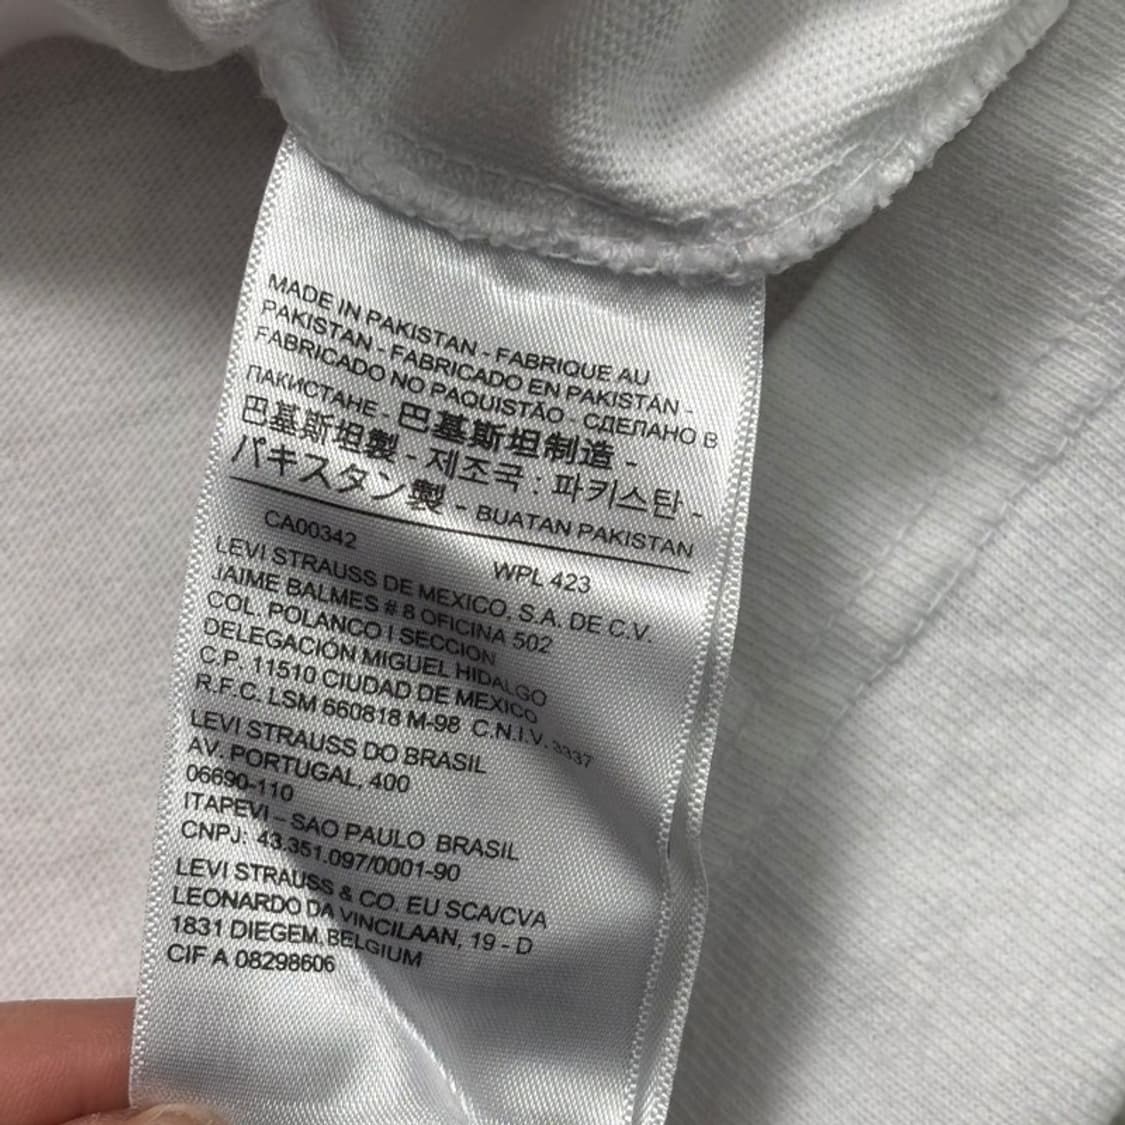 MADE IN PAKISTAN - FABRIQUE AU
PAKISTAN - FABRICADO EN PAKISTÁN -
FABRICADO NO PAQUISTÃO - СДЕЛАНО В
ПАКИСТАНЕ - 巴基斯坦制造 -
巴基斯坦製 - 제조국 : 파키스탄 -
パキスタン製 - BUATAN PAKISTAN
CA00342
WPL 423
LEVI STRAUSS DE MEXICO, S.A. DE C.V.
JAIME BALMES # 8 OFICINA 502
COL. POLANCO I SECCION
DELEGACIÓN MIGUEL HIDALGO
C.P. 11510 CIUDAD DE MEXICO
R.F.C. LSM 660818 M-98 C.N.I.V. 3337
LEVI STRAUSS DO BRASIL
AV. PORTUGAL, 400
06690-110
ITAPEVI – SAO PAULO BRASIL
CNPJ: 43.351.097/0001-90
LEVI STRAUSS & CO. EU SCA/CVA
LEONARDO DA VINCILAAN, 19 - D
1831 DIEGEM. BELGIUM
CIF A 08298606